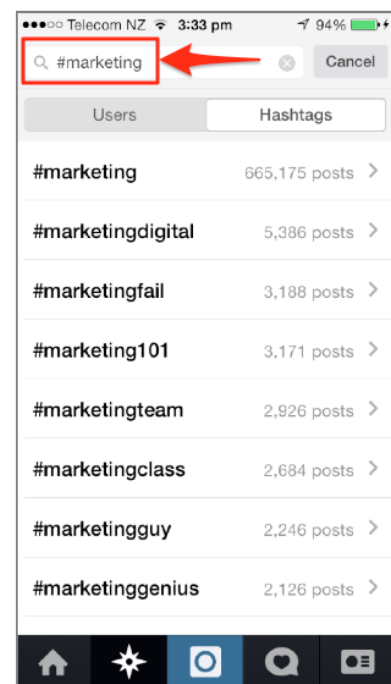 Telecom NZ 3:33 pm 94%
#marketing Cancel
Users Hashtags
#marketing 665,175 posts
#marketingdigital 5,386 posts
#marketingfail 3,188 posts
#marketing101 3,171 posts
#marketingteam 2,926 posts
#marketingclass 2,684 posts
#marketingguy 2,246 posts
#marketinggenius 2,126 posts